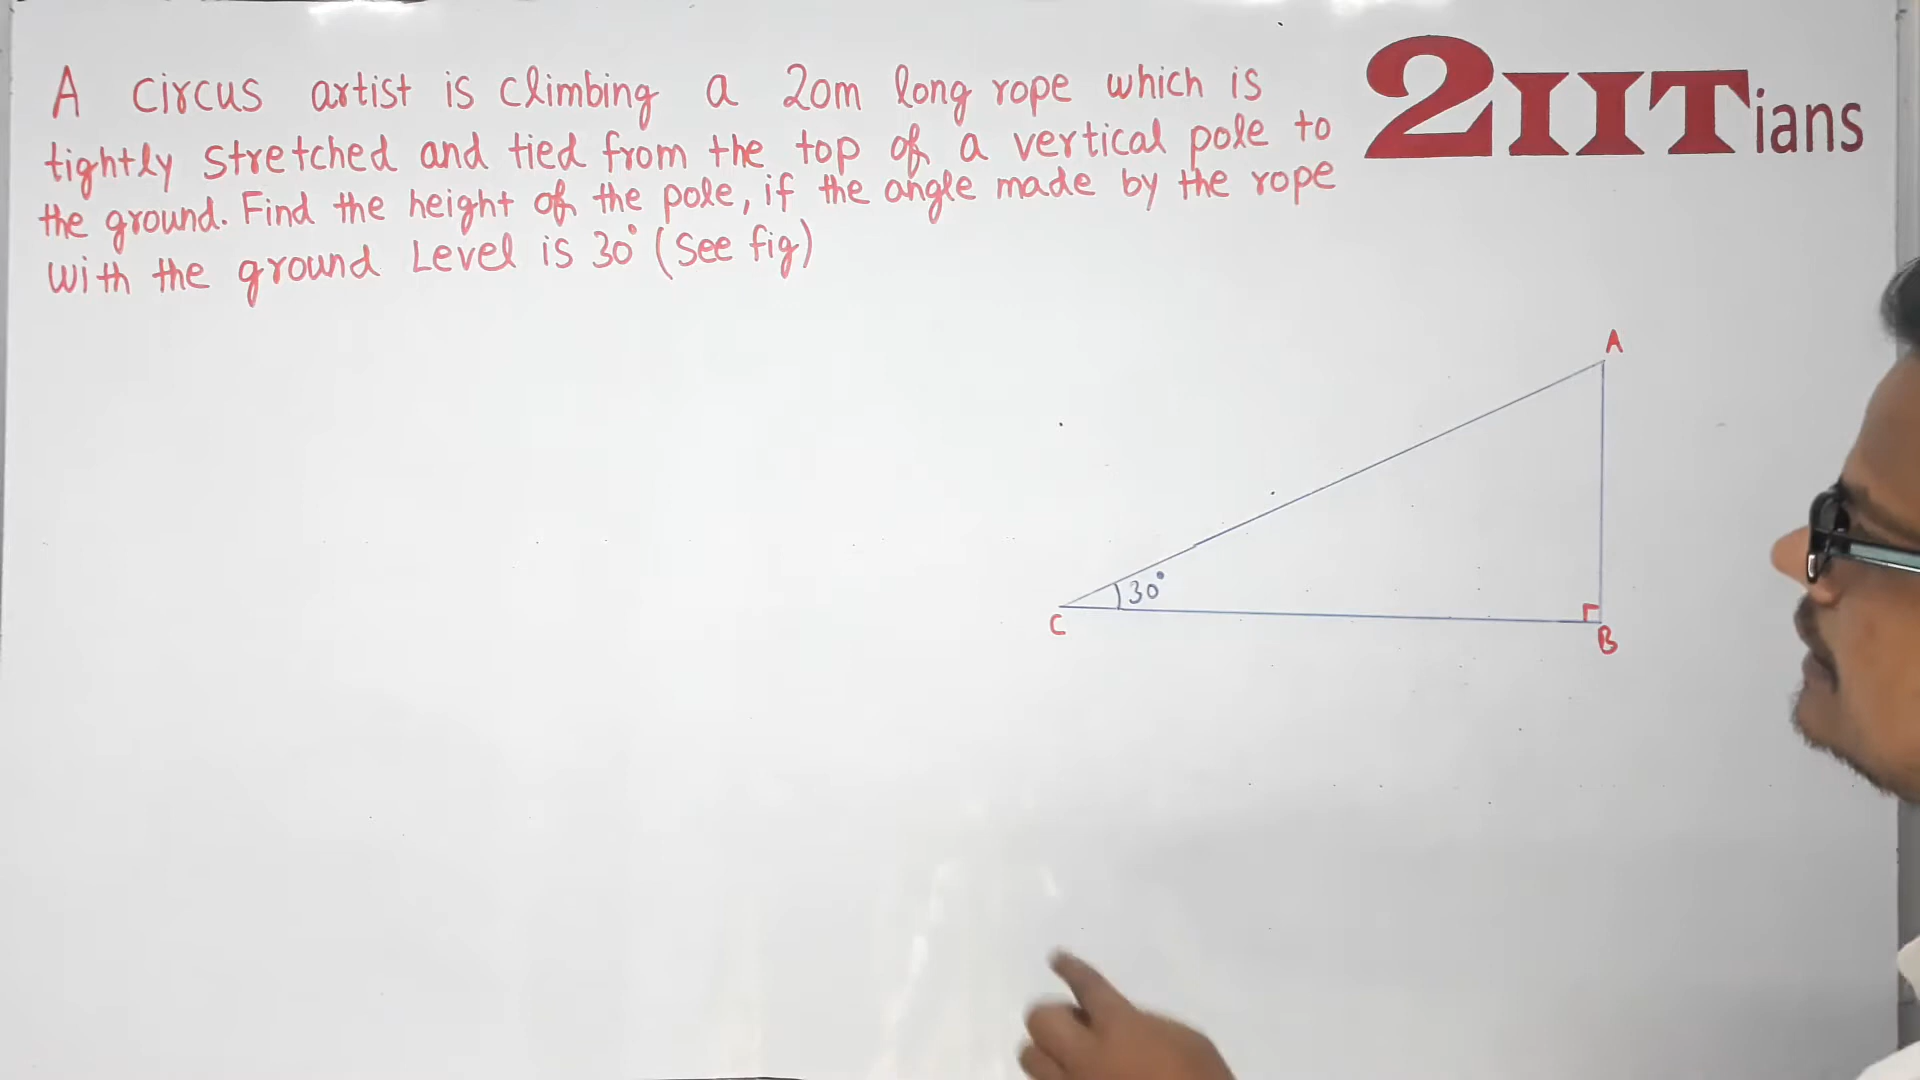 A circus artist is climbing a 20m long rope which is
tightly stretched and tied from the top of a vertical pole to
the ground. Find the height of the pole, if the angle made by the rope
with the ground Level is 30° (See fig)
2IITians
A
30°
C
B